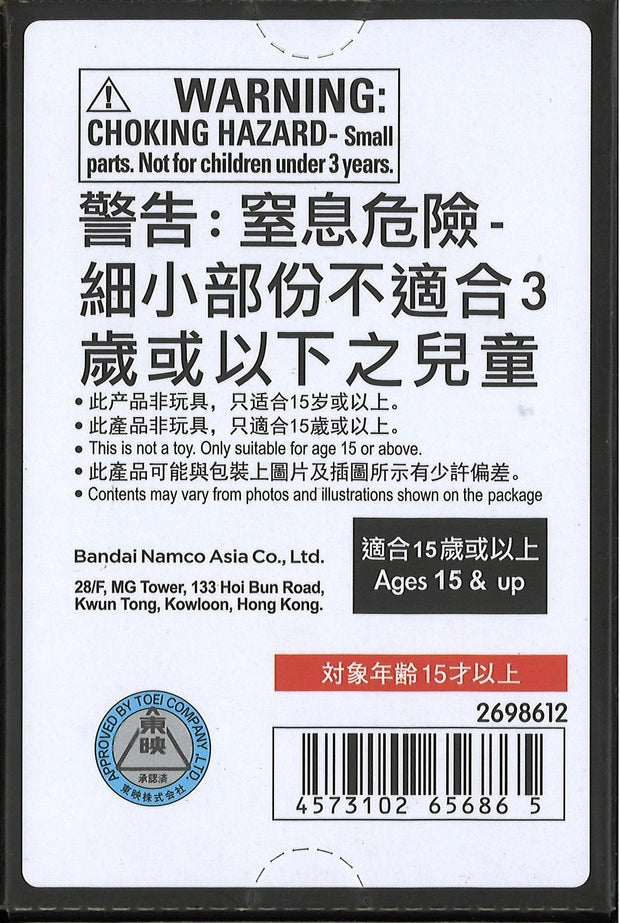 WARNING:
CHOKING HAZARD- Small
parts. Not for children under 3 years.
警告：窒息危險-
細小部份不適合3
歲或以下之兒童
• 此产品非玩具，只适合15岁或以上。
• 此產品非玩具，只適合15歲或以上。
• This is not a toy. Only suitable for age 15 or above.
• 此產品可能與包裝上圖片及插圖所示有少許偏差。
• Contents may vary from photos and illustrations shown on the package
Bandai Namco Asia Co., Ltd.
28/F, MG Tower, 133 Hoi Bun Road,
Kwun Tong, Kowloon, Hong Kong.
適合15歲或以上
Ages 15 & up
対象年齢15才以上
2698612
APPROVED BY TOEI COMPANY, LTD.
東映
承認済
東映株式会社
4573102 65686 5